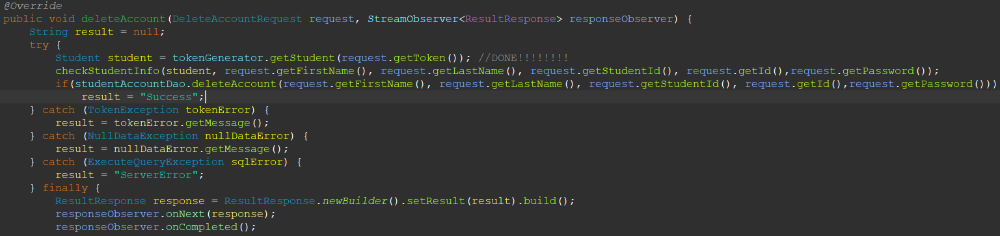 @Override
public void deleteAccount(DeleteAccountRequest request, StreamObserver<ResultResponse> responseObserver) {
    String result = null;
    try {
        Student student = tokenGenerator.getStudent(request.getToken()); //DONE!!!!!!!!
        checkStudentInfo(student, request.getFirstName(), request.getLastName(), request.getStudentId(), request.getId(),request.getPassword());
        if(studentAccountDao.deleteAccount(request.getFirstName(), request.getLastName(), request.getStudentId(), request.getId(),request.getPassword()))
            result = "Success";
    } catch (TokenException tokenError) {
        result = tokenError.getMessage();
    } catch (NullDataException nullDataError) {
        result = nullDataError.getMessage();
    } catch (ExecuteQueryException sqlError) {
        result = "ServerError";
    } finally {
        ResultResponse response = ResultResponse.newBuilder().setResult(result).build();
        responseObserver.onNext(response);
        responseObserver.onCompleted();